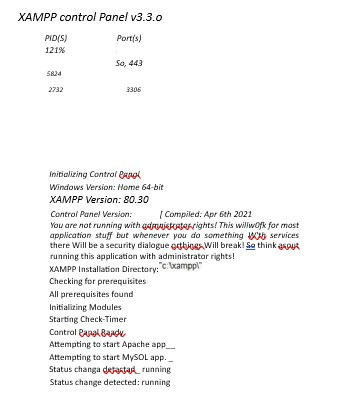 XAMPP control Panel v3.3.o
PID(S) Port(s)
121%
So, 443
5824
2732 3306
Initializing Control Panal
Windows Version: Home 64-bit
XAMPP Version: 80.30
Control Panel Version: [ Compiled: Apr 6th 2021
You are not running with administrator rights! This willw0fk for most
application stuff but whenever you do something W'th services
there Will be a security dialogue Will break! So think
running this application with administrator rights!
XAMPP Installation Directory: "c:\xampp\"
Checking for prerequisites
All prerequisites found
Initializing Modules
Starting Check-Timer
Control Panal Ready
Attempting to start Apache app__
Attempting to start MySOL app. _
Status changa detactad_ running
Status change detected: running